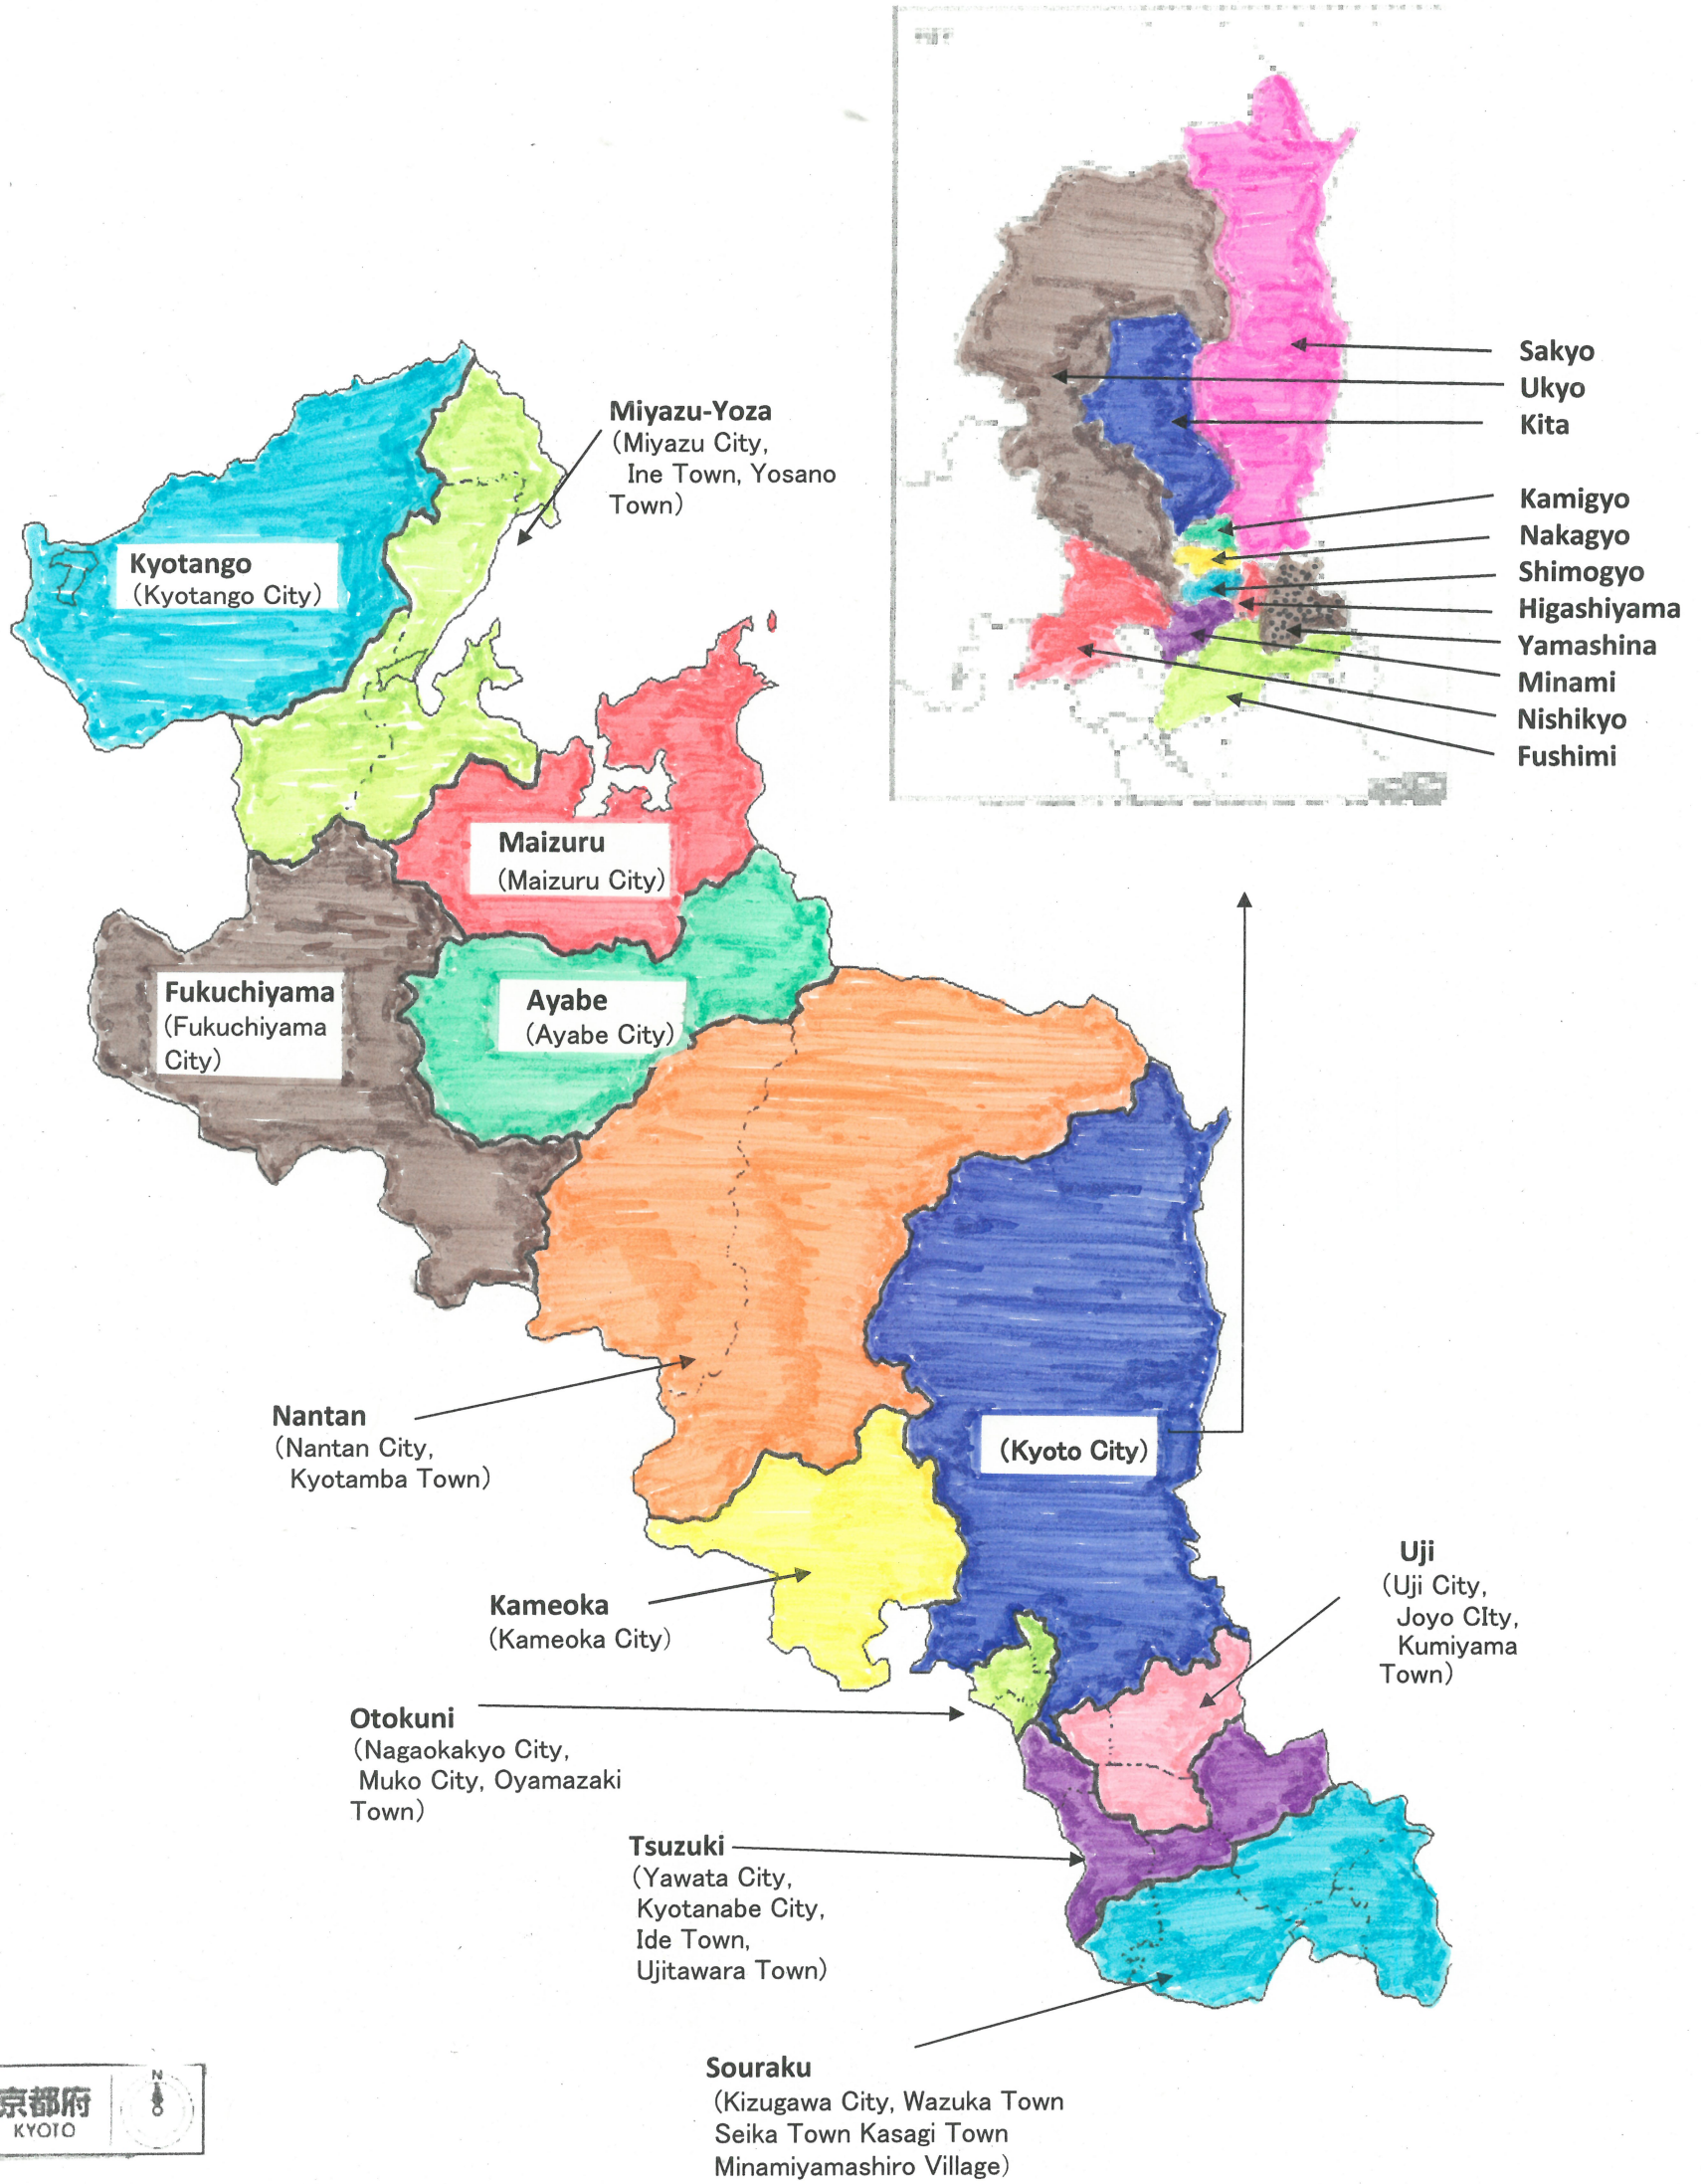 Sakyo
Ukyo
Kita
Kamigyo
Nakagyo
Shimogyo
Higashiyama
Yamashina
Minami
Nishikyo
Fushimi
Miyazu-Yoza
(Miyazu City,
Ine Town, Yosano
Town)
Kyotango
(Kyotango City)
Maizuru
(Maizuru City)
Fukuchiyama
(Fukuchiyama
City)
Ayabe
(Ayabe City)
Nantan
(Nantan City,
Kyotamba Town)
(Kyoto City)
Kameoka
(Kameoka City)
Uji
(Uji City,
Joyo CIty,
Kumiyama
Town)
Otokuni
(Nagaokakyo City,
Muko City, Oyamazaki
Town)
Tsuzuki
(Yawata City,
Kyotanabe City,
Ide Town,
Ujitawara Town)
Souraku
(Kizugawa City, Wazuka Town
Seika Town Kasagi Town
Minamiyamashiro Village)
京都府
KYOTO
N